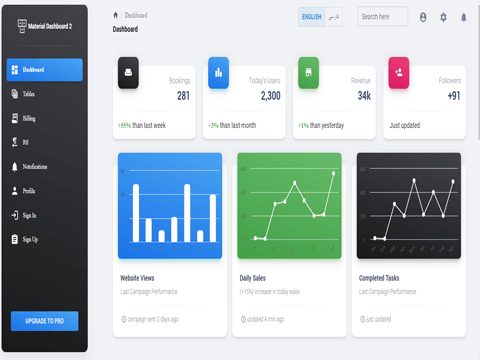 Material Dashboard 2
Dashboard
Tables
Billing
Rtl
Notofications
Profile
Sign In
Sign Up
UPGRADE TO PRO
/ Dashboard
Dashboard
ENGLISH
فارسی
Search here
Bookings
281
+55% than last week
Today's Users
2,300
+3% than last month
Revenue
34k
+1% than yesterday
Followers
+91
Just updated
Website Views
Last Campaign Performance
campaign sent 2 days ago
Daily Sales
(+15%) increase in today sales
updated 4 min ago
Completed Tasks
Last Campaign Performance
just updated